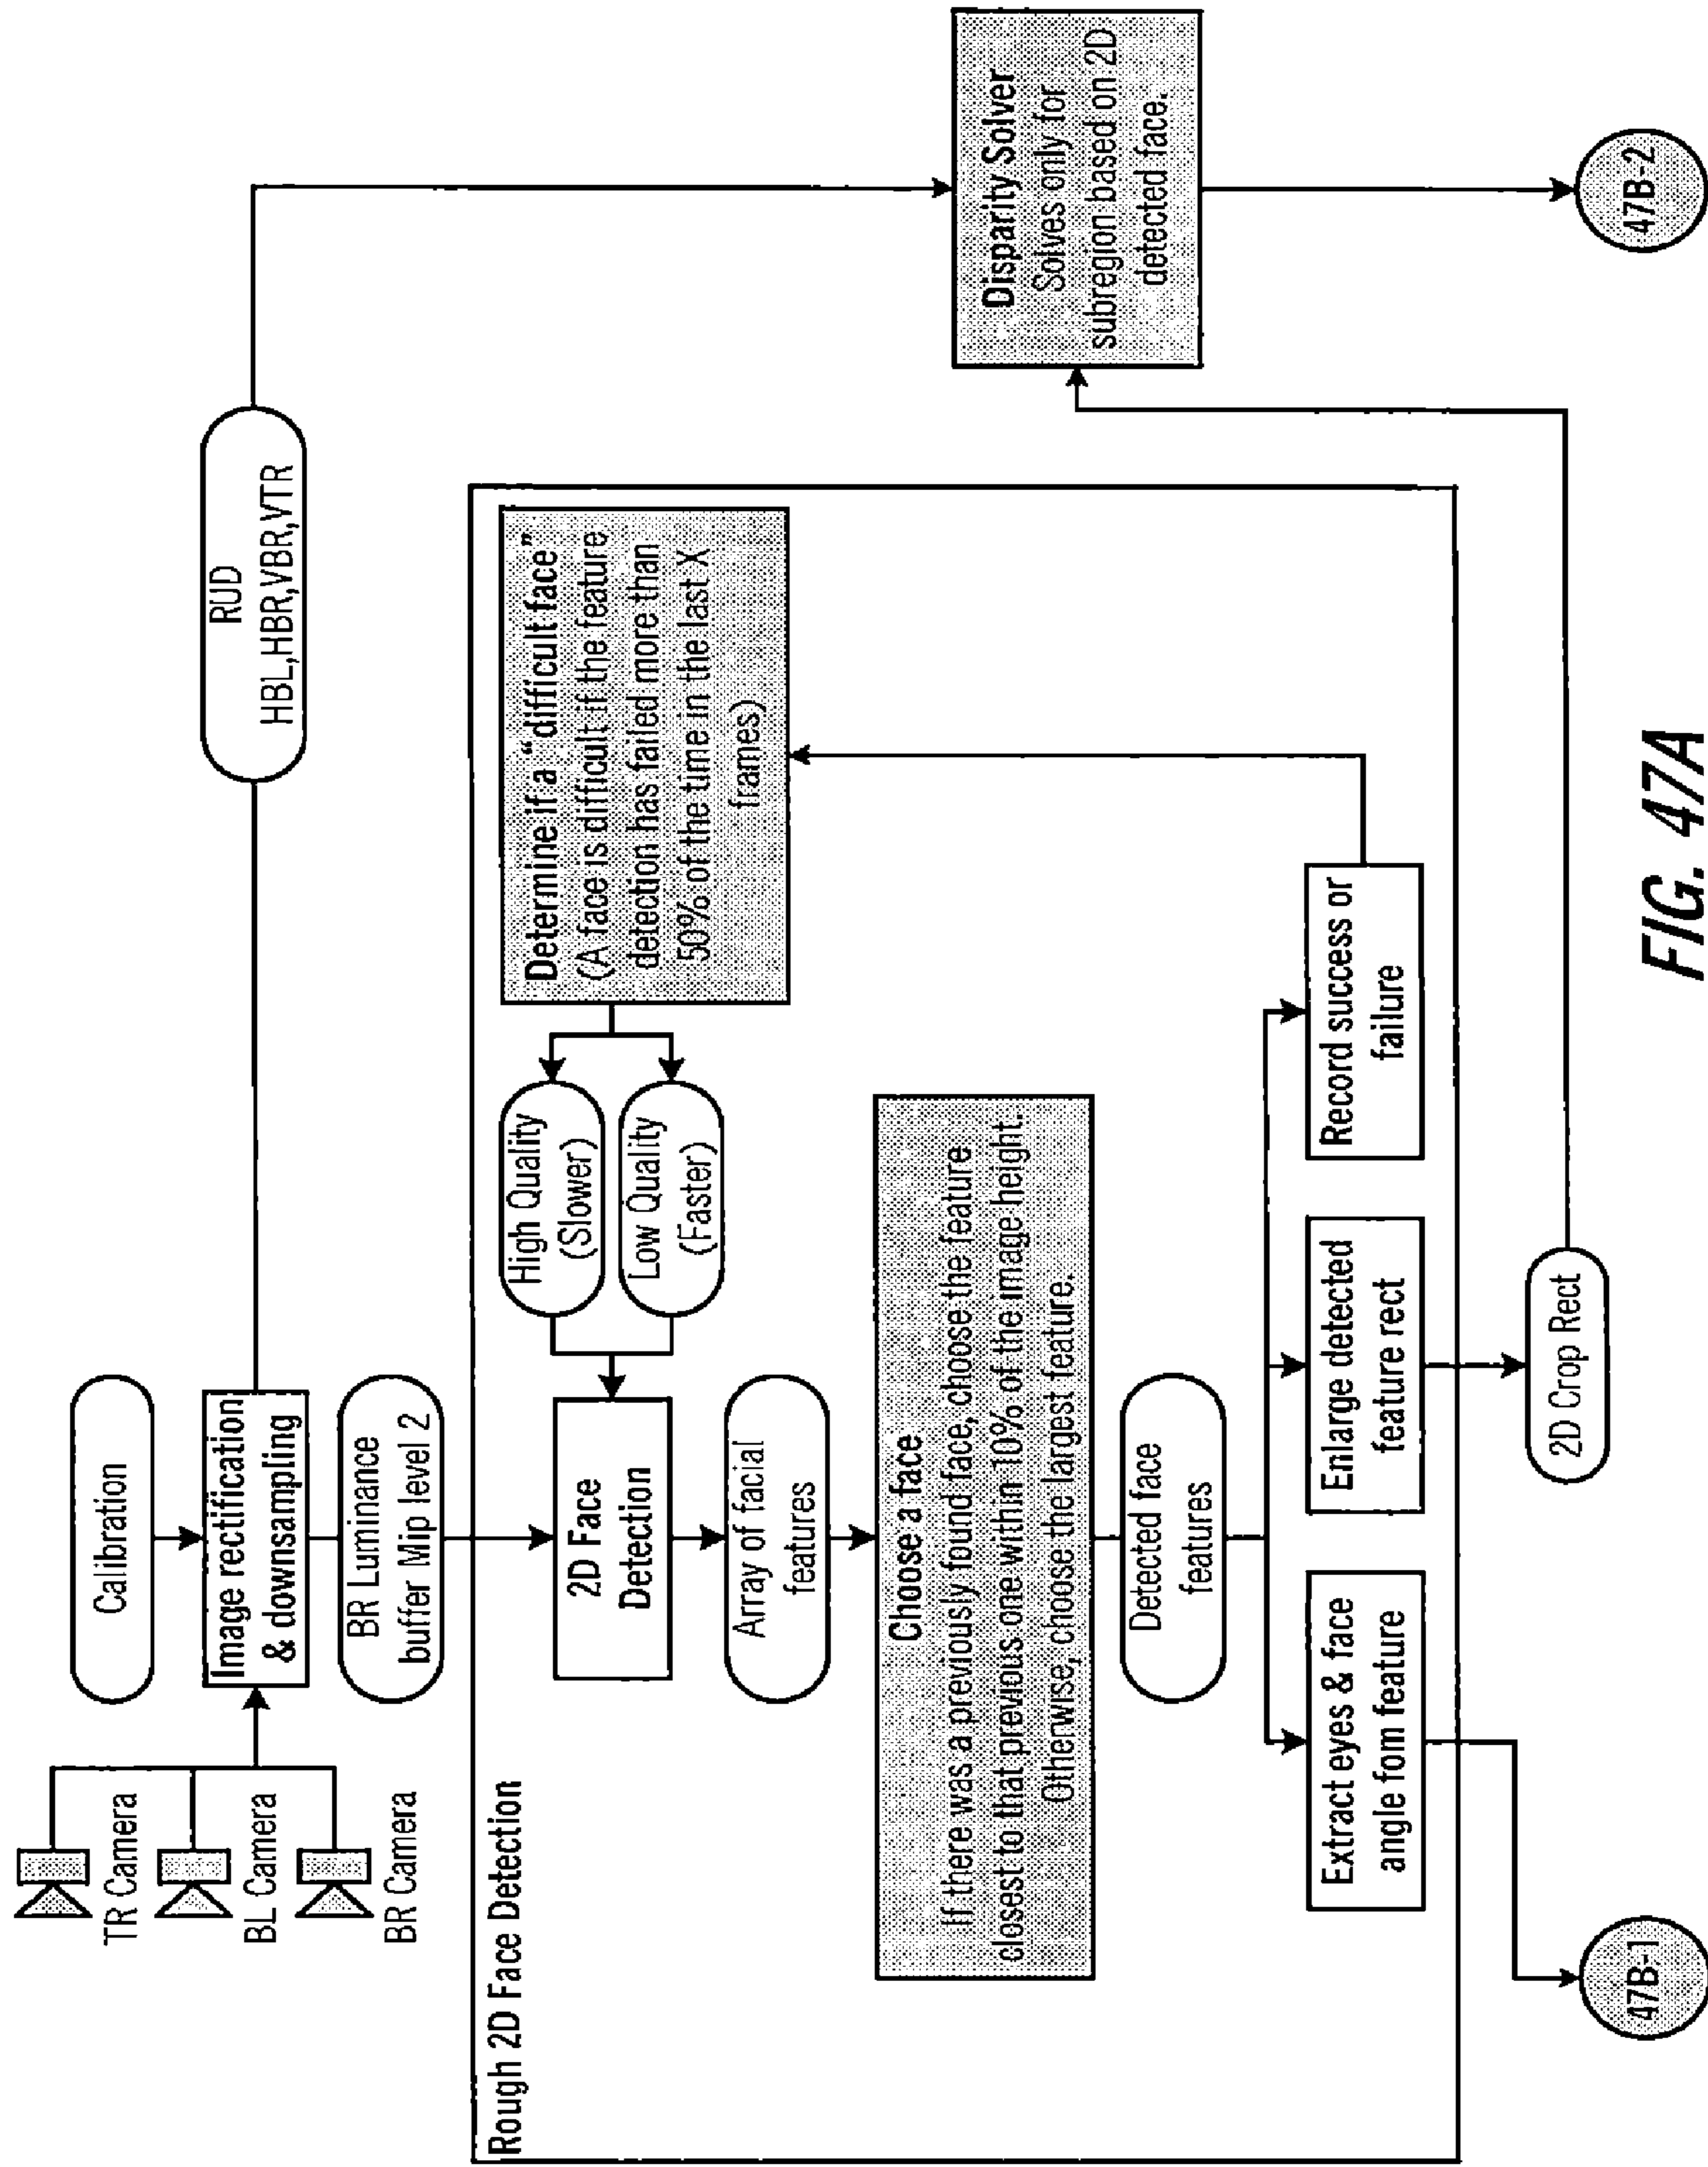 TR Camera
BL Camera
BR Camera
Calibration
Image rectification
& downsampling
RUD
HBL,HBR,VBR,VTR
BR Luminance
buffer Mip level 2
Rough 2D Face Detection
2D Face
Detection
High Quality
(Slower)
Low Quality
(Faster)
Determine if a "difficult face"
(A face is difficult if the feature
detection has failed more than
50% of the time in the last X
frames)
Array of facial
features
Choose a face
If there was a previously found face, choose the feature
closest to that previous one within 10% of the image height.
Otherwise, choose the largest feature.
Detected face
features
Extract eyes & face
angle fom feature
Enlarge detected
feature rect
Record success or
failure
2D Crop Rect
Disparity Solver
Solves only for
subregion based on 2D
detected face.
47B-1
47B-2
FIG. 47A